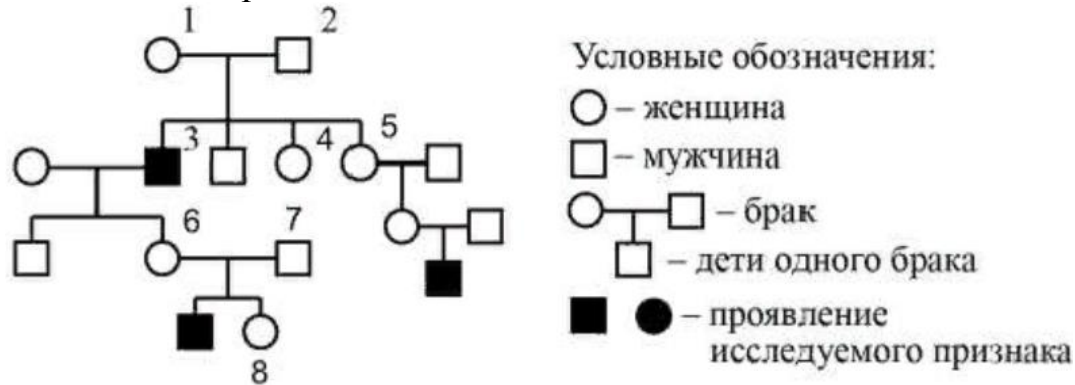 1 2
Условные обозначения:
– женщина
– мужчина
– брак
– дети одного брака
– проявление
исследуемого признака
3 4 5
6 7
8